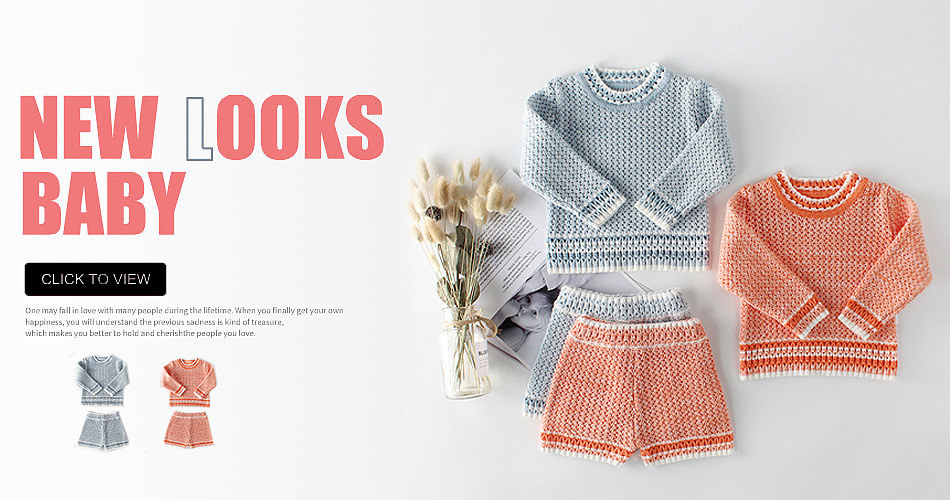 NEW LOOKS
BABY
CLICK TO VIEW
One may fall in love with many people during the lifetime. When you finally get your own
happiness, you will understand the previous sadness is kind of treasure,
which makes you better to hold and cherishthe people you love.